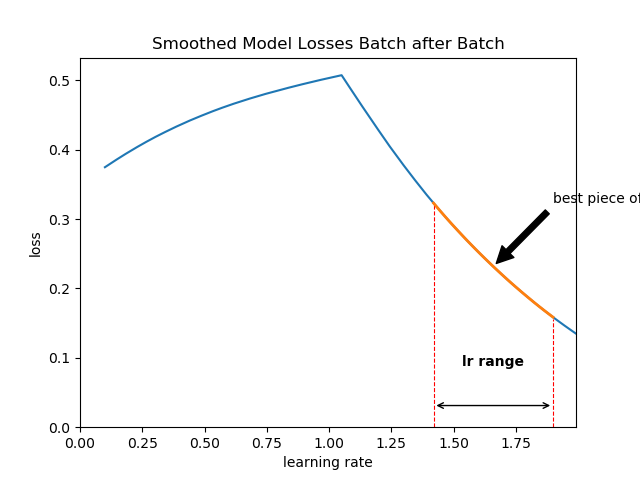 Smoothed Model Losses Batch after Batch
0.5
0.4
0.3
0.2
0.1
0.0
loss
best piece of
lr range
0.00 0.25 0.50 0.75 1.00 1.25 1.50 1.75
learning rate